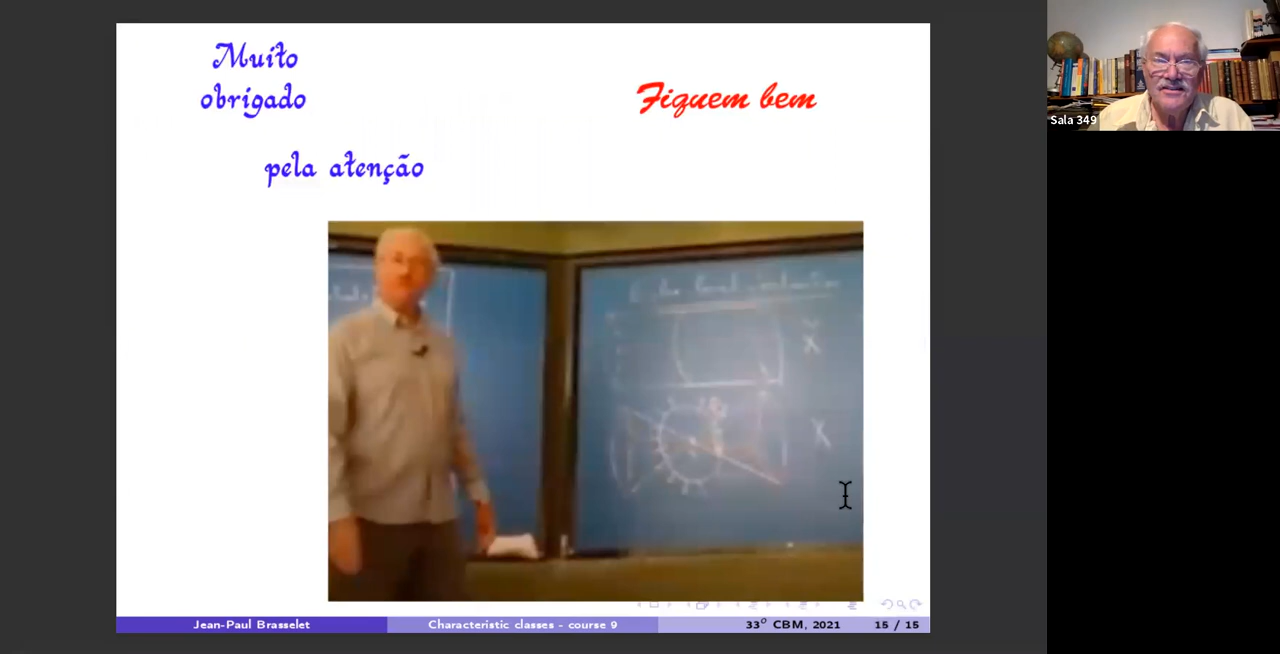 Muito
obrigado
Fiquem bem
pela atenção
Sala 349
X
X
Jean-Paul Brasselet
Characteristic classes - course 9
33º CBM, 2021
15 / 15